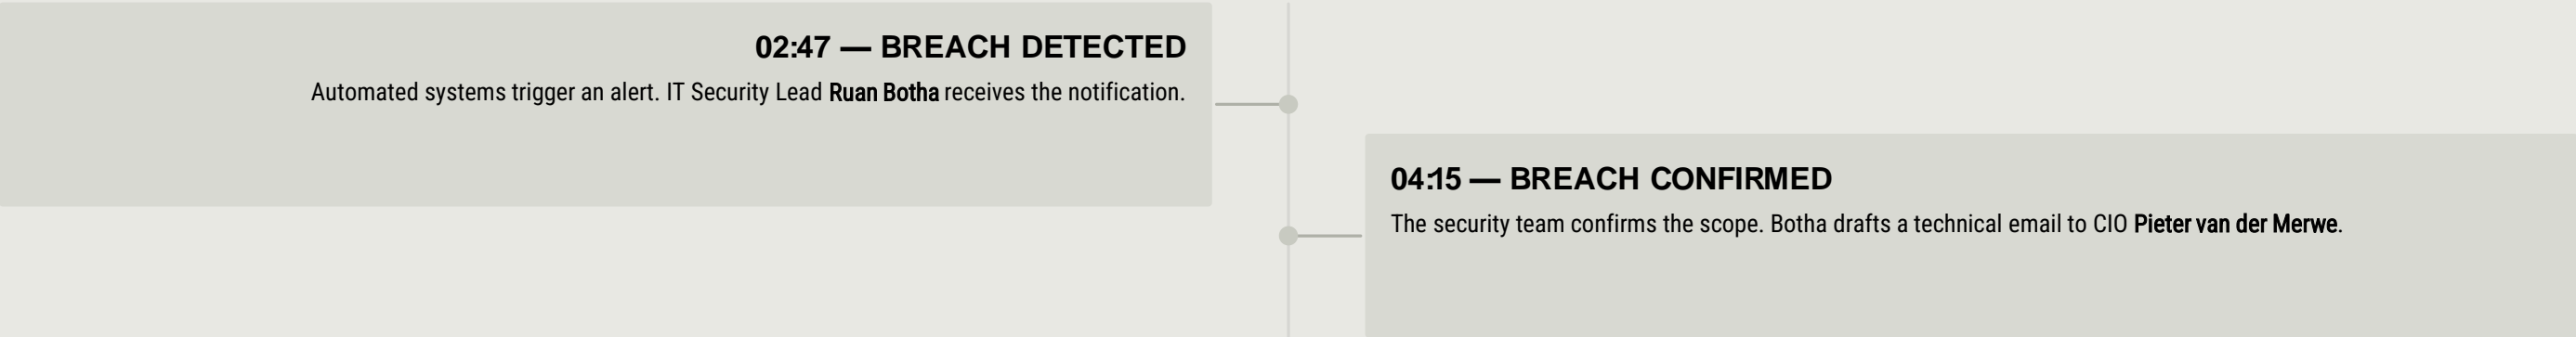 02:47 — BREACH DETECTED
Automated systems trigger an alert. IT Security Lead Ruan Botha receives the notification.
04:15 — BREACH CONFIRMED
The security team confirms the scope. Botha drafts a technical email to CIO Pieter van der Merwe.